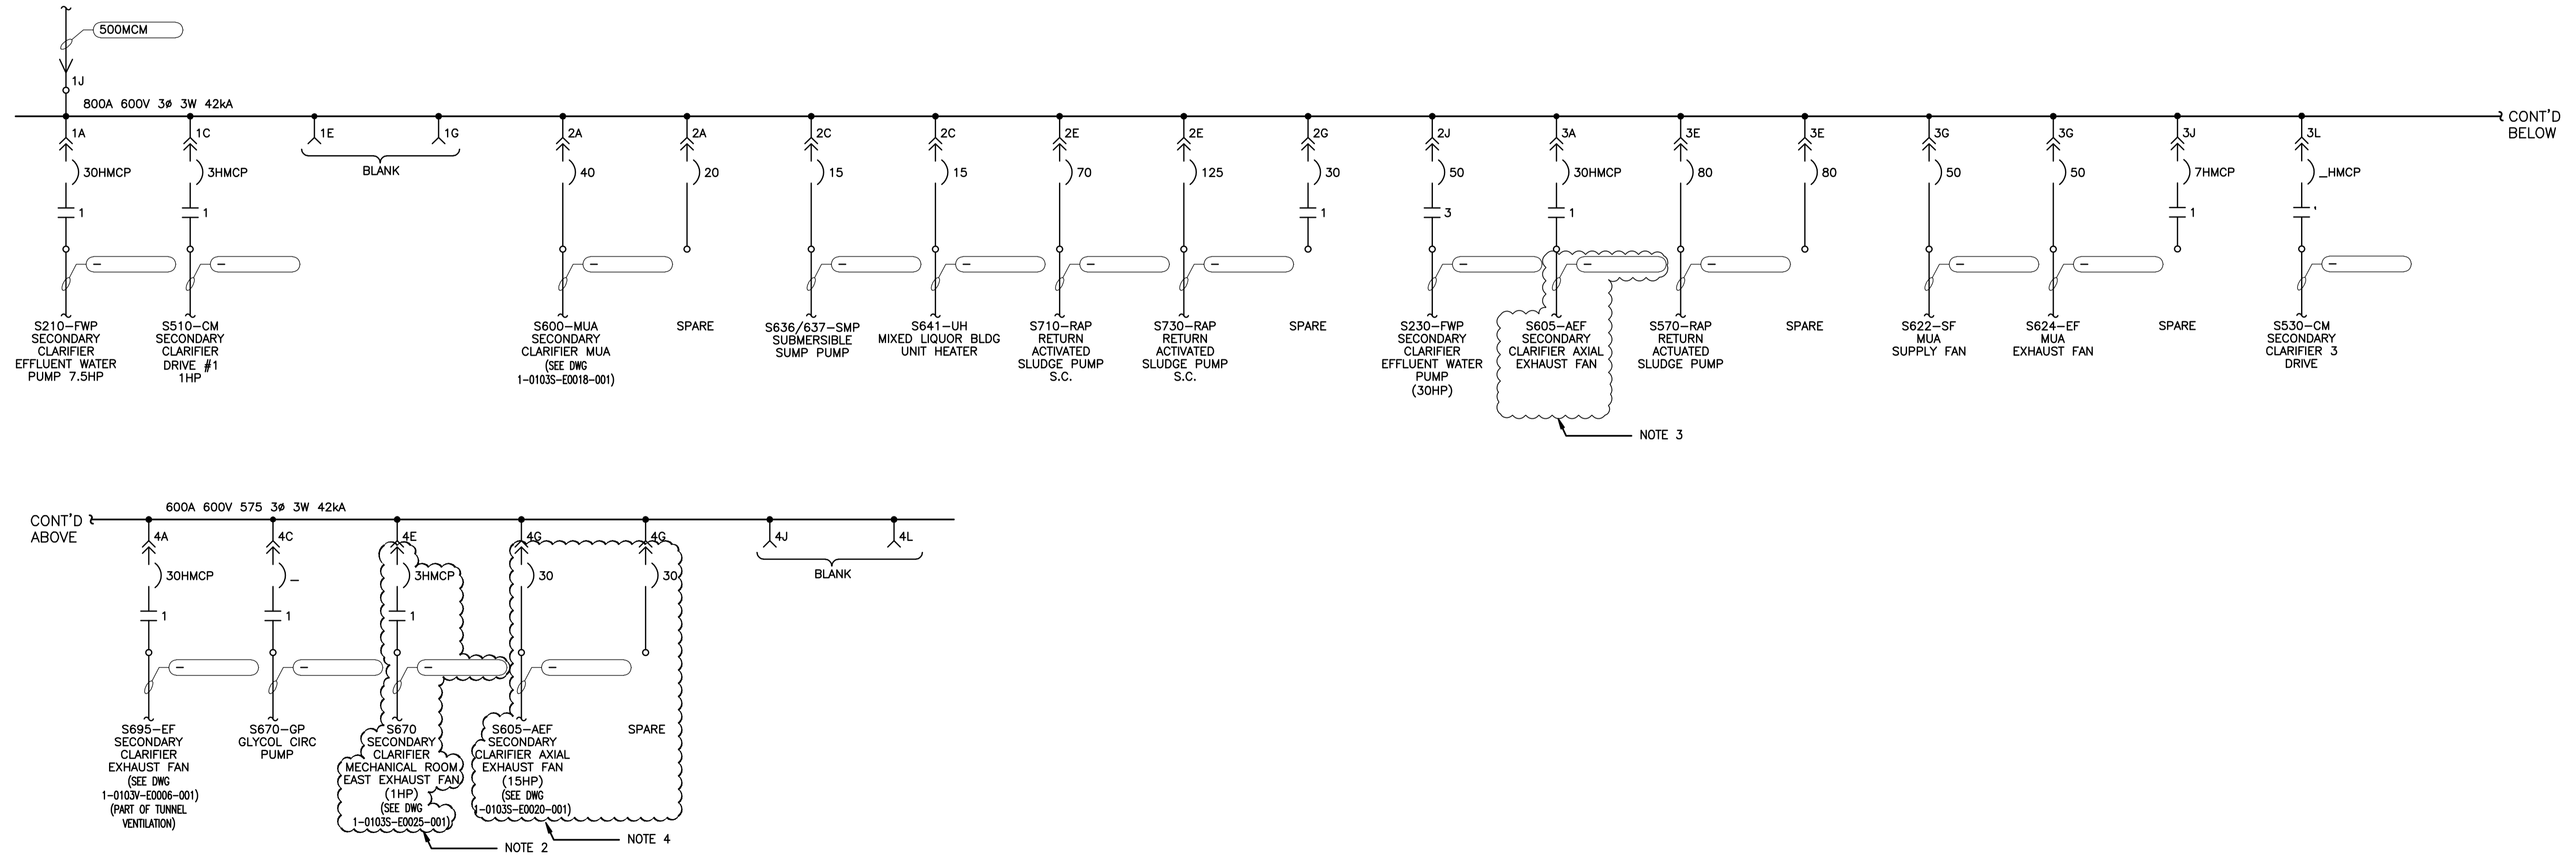 500MCM
1J
800A 600V 3ø 3W 42kA
CONT'D
BELOW
1A
30HMCP
1
–
S210-FWP
SECONDARY
CLARIFIER
EFFLUENT WATER
PUMP 7.5HP
1C
3HMCP
1
–
S510-CM
SECONDARY
CLARIFIER
DRIVE #1
1HP
1E
1G
BLANK
2A
40
–
S600-MUA
SECONDARY
CLARIFIER MUA
(SEE DWG
1-0103S-E0018-001)
2A
20
SPARE
2C
15
–
S636/637-SMP
SUBMERSIBLE
SUMP PUMP
2C
15
–
S641-UH
MIXED LIQUOR BLDG
UNIT HEATER
2E
70
–
S710-RAP
RETURN
ACTIVATED
SLUDGE PUMP
S.C.
2E
125
–
S730-RAP
RETURN
ACTIVATED
SLUDGE PUMP
S.C.
2G
30
1
SPARE
2J
50
3
–
S230-FWP
SECONDARY
CLARIFIER
EFFLUENT WATER
PUMP
(30HP)
3A
30HMCP
1
–
S605-AEF
SECONDARY
CLARIFIER AXIAL
EXHAUST FAN
NOTE 3
3E
80
–
S570-RAP
RETURN
ACTUATED
SLUDGE PUMP
3E
80
SPARE
3G
50
–
S622-SF
MUA
SUPPLY FAN
3G
50
–
S624-EF
MUA
EXHAUST FAN
3J
7HMCP
1
SPARE
3L
_HMCP
'
–
S530-CM
SECONDARY
CLARIFIER 3
DRIVE
CONT'D
ABOVE
600A 600V 575 3ø 3W 42kA
4A
30HMCP
1
–
S695-EF
SECONDARY
CLARIFIER
EXHAUST FAN
(SEE DWG
1-0103V-E0006-001)
(PART OF TUNNEL
VENTILATION)
4C
_
1
–
S670-GP
GLYCOL CIRC
PUMP
4E
3HMCP
1
–
S670
SECONDARY
CLARIFIER
MECHANICAL ROOM
EAST EXHAUST FAN
(1HP)
(SEE DWG
1-0103S-E0025-001)
NOTE 2
4G
30
–
S605-AEF
SECONDARY
CLARIFIER AXIAL
EXHAUST FAN
(15HP)
(SEE DWG
1-0103S-E0020-001)
NOTE 4
4G
30
SPARE
4J
4L
BLANK